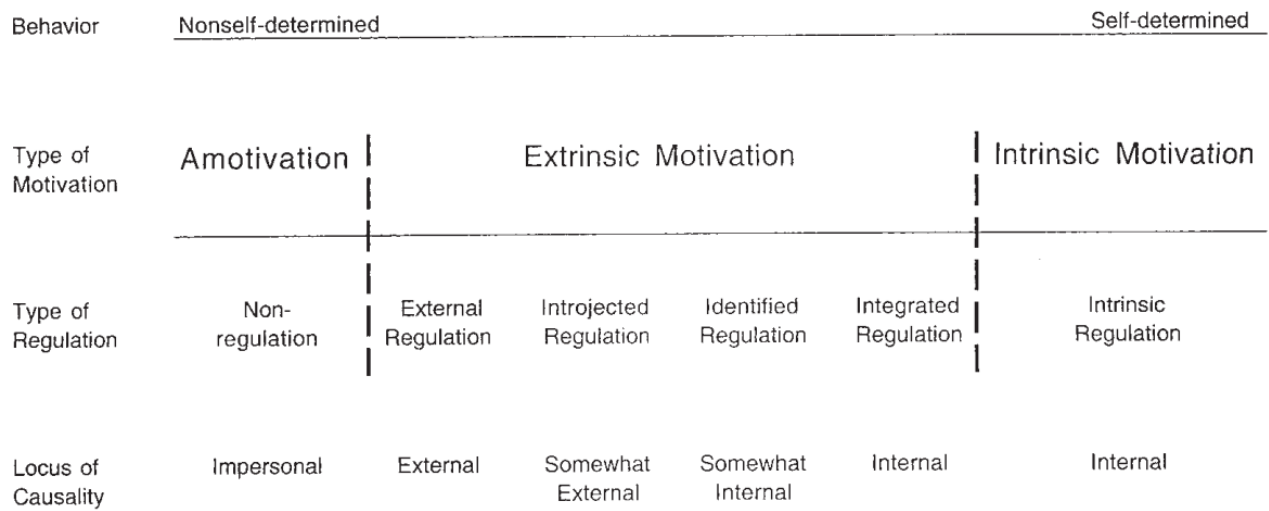 Behavior Nonself-determined Self-determined
Type of Motivation Amotivation Extrinsic Motivation Intrinsic Motivation
Type of Non- External Introjected Identified Integrated Intrinsic
Regulation regulation Regulation Regulation Regulation Regulation Regulation
Locus of Impersonal External Somewhat Somewhat Internal Internal
Causality External Internal